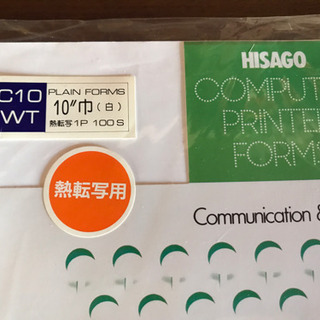 C10
WT
PLAIN FORMS
10"巾(白)
熱転写1P 100S
熱転写用
HISAGO
COMPUT
PRINTE
FORMS
Communication &